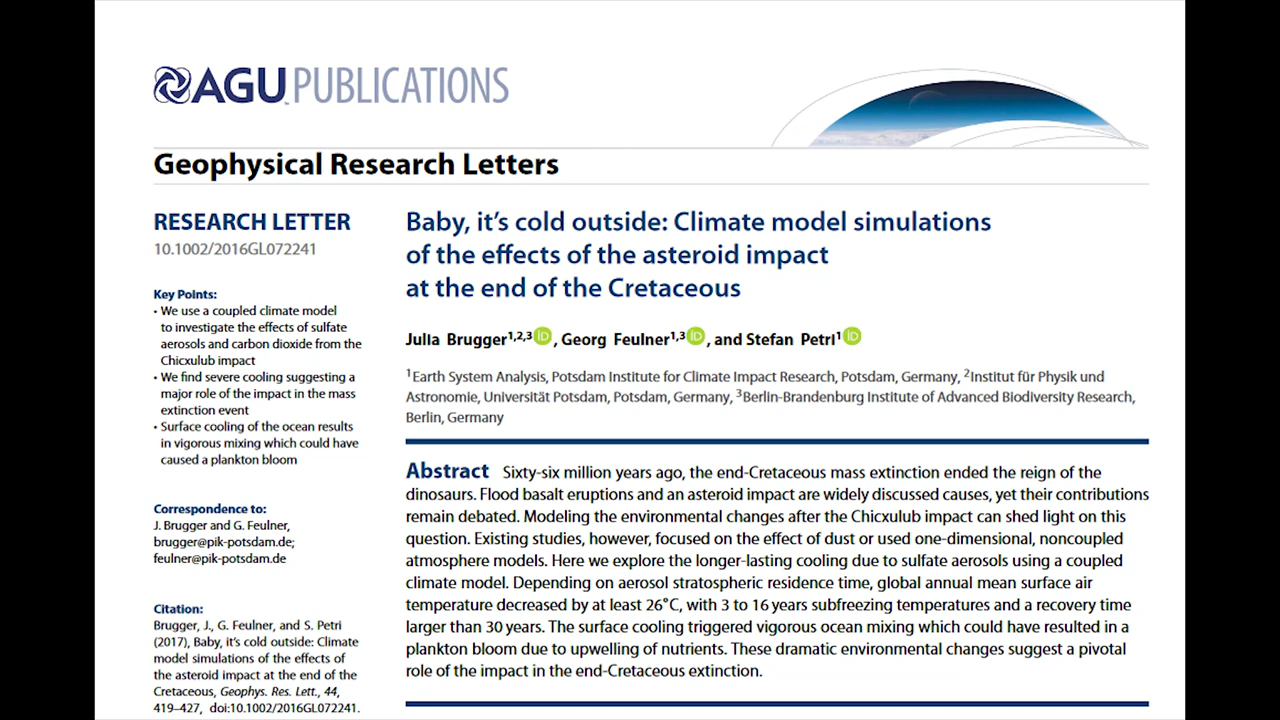 AGU PUBLICATIONS
Geophysical Research Letters
RESEARCH LETTER
10.1002/2016GL072241
Key Points:
• We use a coupled climate model
to investigate the effects of sulfate
aerosols and carbon dioxide from the
Chicxulub impact
• We find severe cooling suggesting a
major role of the impact in the mass
extinction event
• Surface cooling of the ocean results
in vigorous mixing which could have
caused a plankton bloom
Correspondence to:
J. Brugger and G. Feulner,
brugger@pik-potsdam.de;
feulner@pik-potsdam.de
Citation:
Brugger, J., G. Feulner, and S. Petri
(2017), Baby, it's cold outside: Climate
model simulations of the effects of
the asteroid impact at the end of the
Cretaceous, Geophys. Res. Lett., 44,
419–427, doi:10.1002/2016GL072241.
Baby, it's cold outside: Climate model simulations
of the effects of the asteroid impact
at the end of the Cretaceous
Julia Brugger1,2,3 iD, Georg Feulner1,3 iD, and Stefan Petri1 iD
1Earth System Analysis, Potsdam Institute for Climate Impact Research, Potsdam, Germany, 2Institut für Physik und
Astronomie, Universität Potsdam, Potsdam, Germany, 3Berlin-Brandenburg Institute of Advanced Biodiversity Research,
Berlin, Germany
Abstract Sixty-six million years ago, the end-Cretaceous mass extinction ended the reign of the
dinosaurs. Flood basalt eruptions and an asteroid impact are widely discussed causes, yet their contributions
remain debated. Modeling the environmental changes after the Chicxulub impact can shed light on this
question. Existing studies, however, focused on the effect of dust or used one-dimensional, noncoupled
atmosphere models. Here we explore the longer-lasting cooling due to sulfate aerosols using a coupled
climate model. Depending on aerosol stratospheric residence time, global annual mean surface air
temperature decreased by at least 26°C, with 3 to 16 years subfreezing temperatures and a recovery time
larger than 30 years. The surface cooling triggered vigorous ocean mixing which could have resulted in a
plankton bloom due to upwelling of nutrients. These dramatic environmental changes suggest a pivotal
role of the impact in the end-Cretaceous extinction.